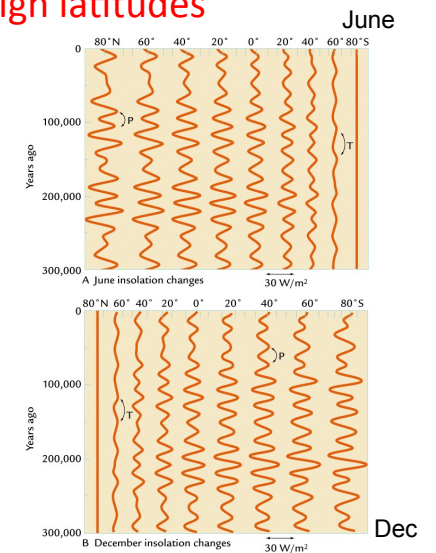 ign latitudes
June
80°N 60° 40° 20° 0° 20° 40° 60° 80°S
0
100,000
200,000
300,000
Years ago
P
T
A June insolation changes
30 W/m²
80°N 60° 40° 20° 0° 20° 40° 60° 80°S
0
100,000
200,000
300,000
Years ago
P
T
B December insolation changes
30 W/m²
Dec